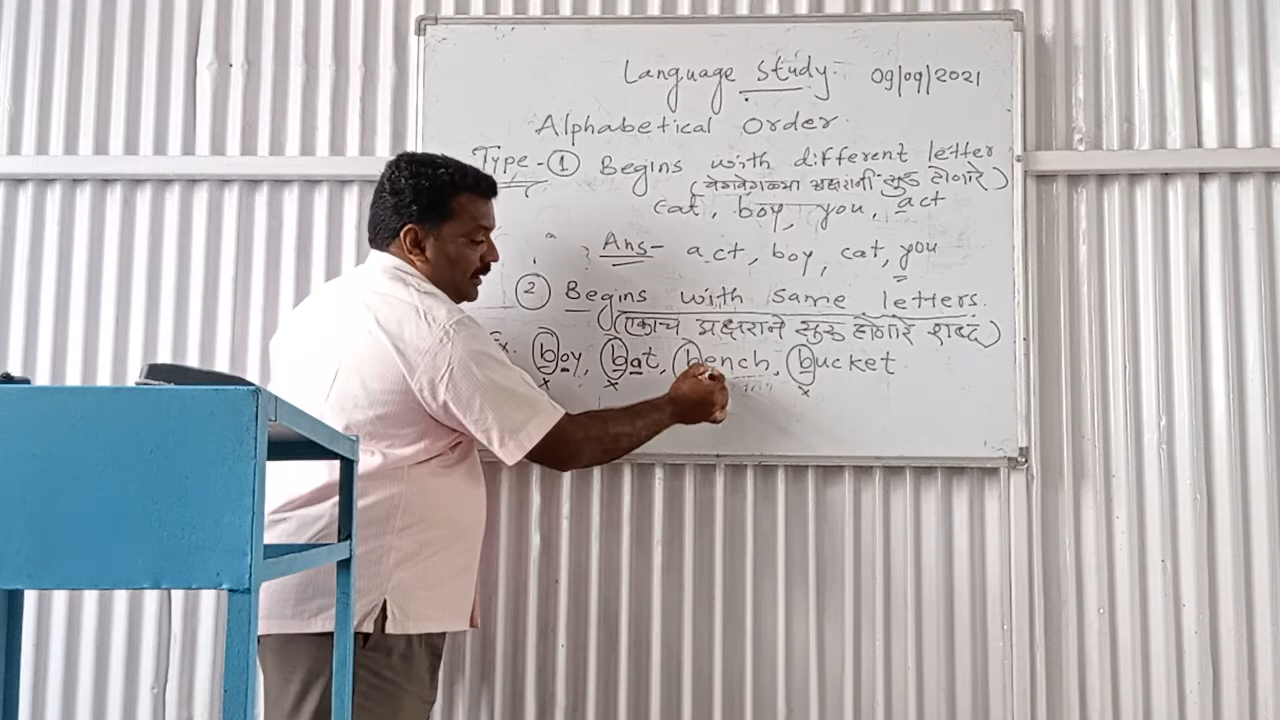 Language Study:- 09/09/2021
Alphabetical Order.
Type-① Begins with different letter
(वेगवेगळ्या अक्षरांनी सुरु होणारे)
cat, boy, you, act
Ans- act, boy, cat, you
② Begins with same letters.
(एकाच अक्षराने सुरु होणारे शब्द)
Ex. boy, bat, bench, bucket
x x x